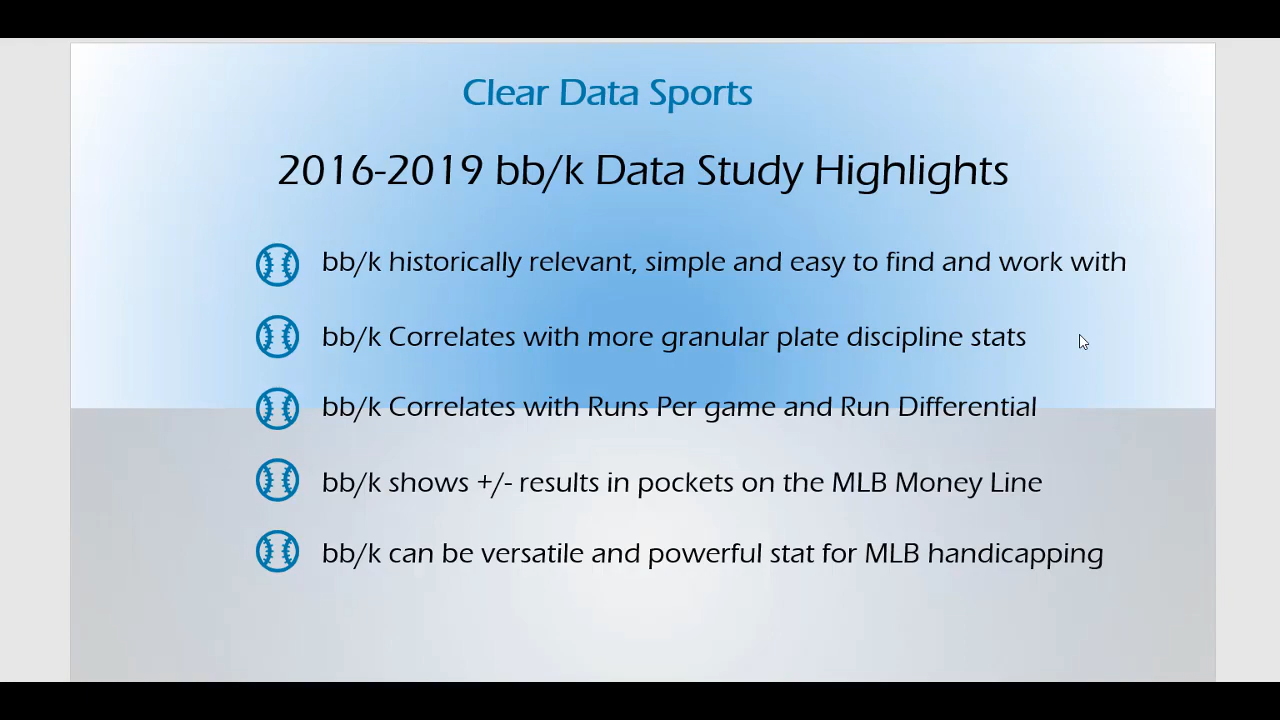 Clear Data Sports
2016-2019 bb/k Data Study Highlights
bb/k historically relevant, simple and easy to find and work with
bb/k Correlates with more granular plate discipline stats
bb/k Correlates with Runs Per game and Run Differential
bb/k shows +/- results in pockets on the MLB Money Line
bb/k can be versatile and powerful stat for MLB handicapping